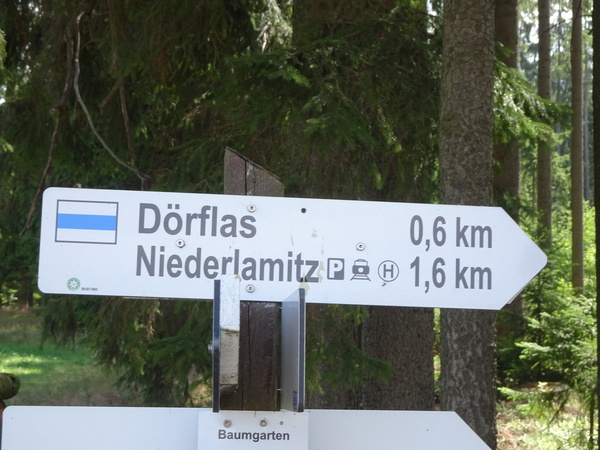 Dörflas 0,6 km
Niederlamitz P H 1,6 km
Baumgarten